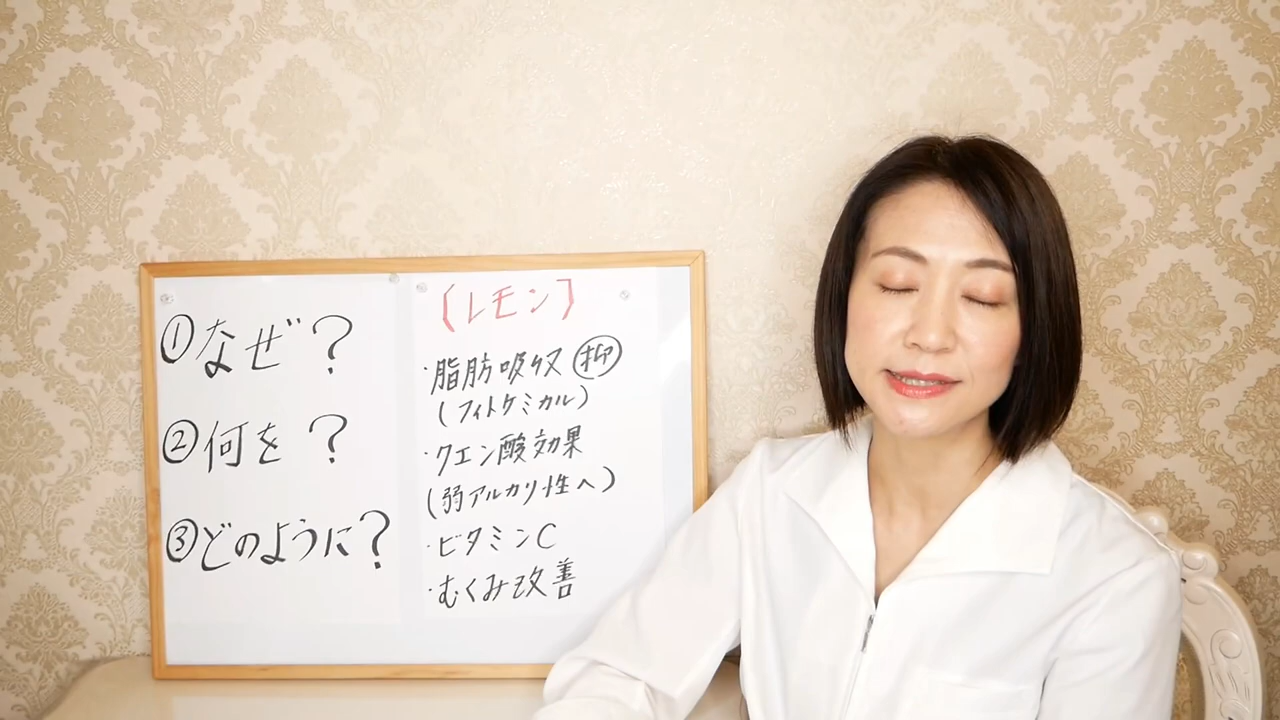 ①なぜ?
②何を?
③どのように?
〔レモン〕
・脂肪吸収 抑
(フィトケミカル)
・クエン酸効果
(弱アルカリ性へ)
・ビタミンC
・むくみ改善